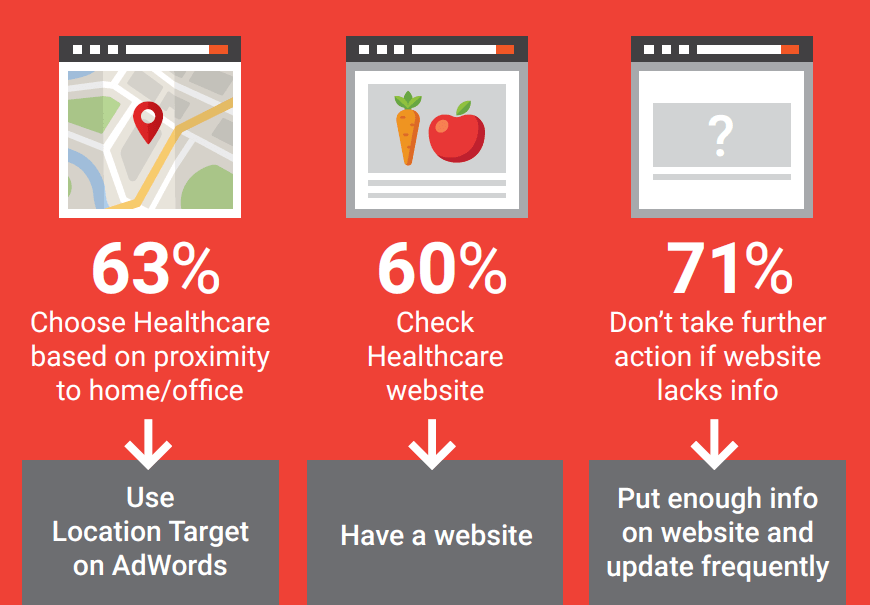 ?
63%
Choose Healthcare
based on proximity
to home/office
Use
Location Target
on AdWords
60%
Check
Healthcare
website
Have a website
71%
Don’t take further
action if website
lacks info
Put enough info
on website and
update frequently